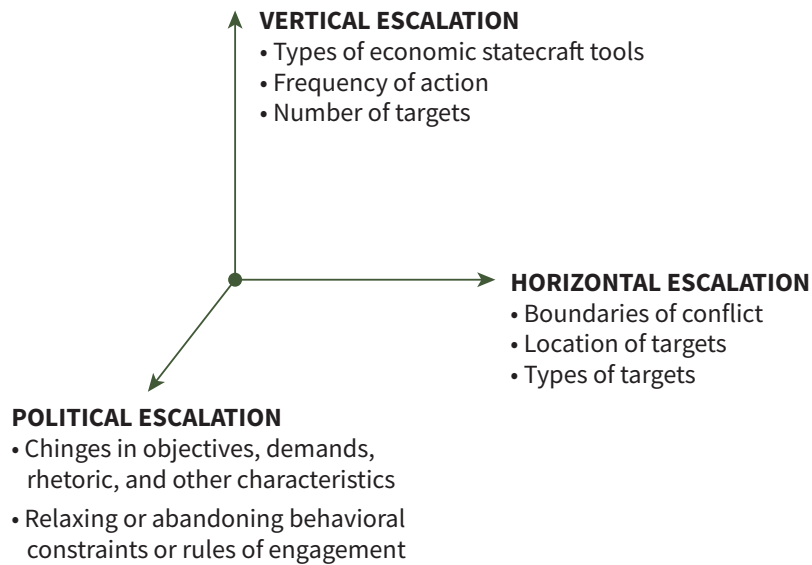 VERTICAL ESCALATION
• Types of economic statecraft tools
• Frequency of action
• Number of targets
HORIZONTAL ESCALATION
• Boundaries of conflict
• Location of targets
• Types of targets
POLITICAL ESCALATION
• Chinges in objectives, demands,
rhetoric, and other characteristics
• Relaxing or abandoning behavioral
constraints or rules of engagement